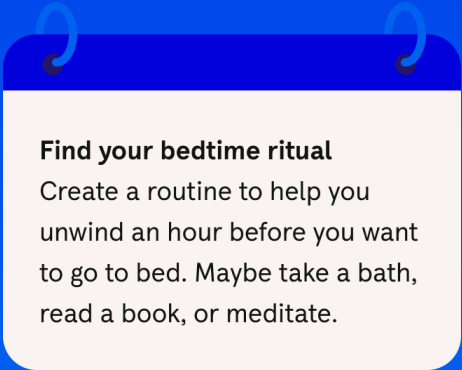 Find your bedtime ritual
Create a routine to help you
unwind an hour before you want
to go to bed. Maybe take a bath,
read a book, or meditate.